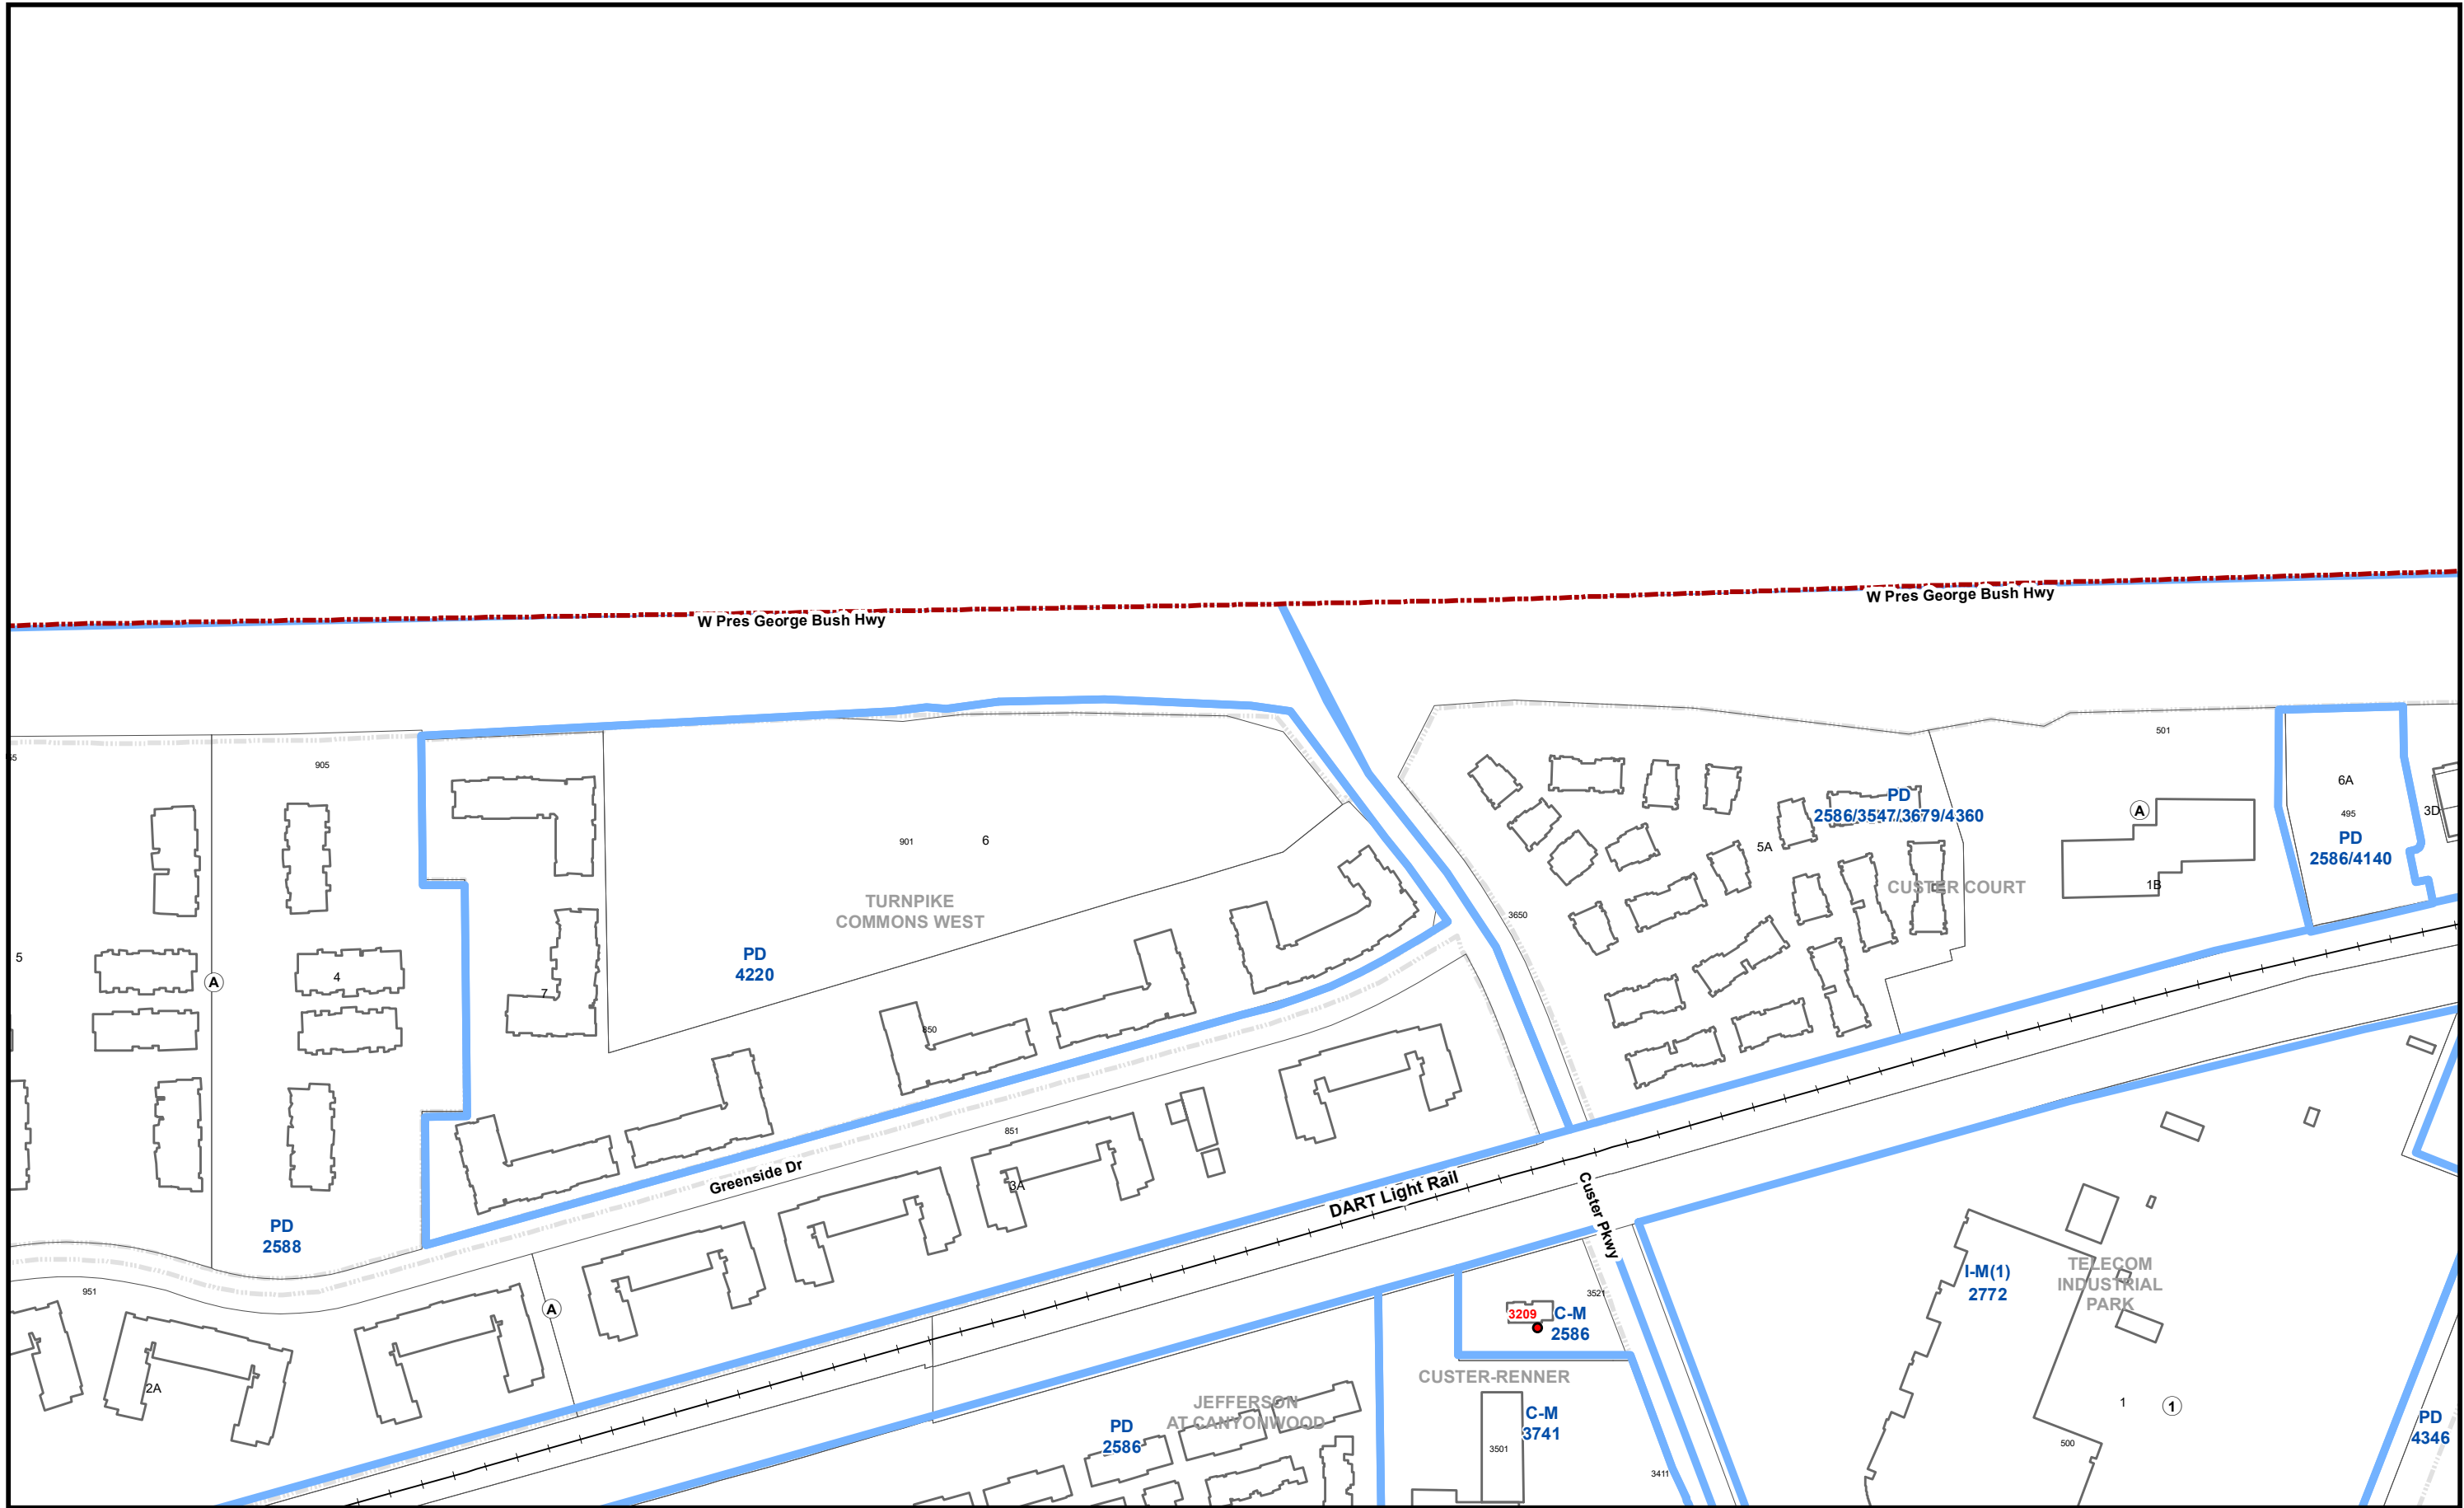 W Pres George Bush Hwy
W Pres George Bush Hwy
501
905
6A
495
PD
2586/4140
3D
PD
2586/3547/3679/4360
A
5A
1B
CUSTER COURT
901
6
TURNPIKE
COMMONS WEST
3650
PD
4220
5
4
A
7
850
851
3A
Greenside Dr
DART Light Rail
Custer Pkwy
PD
2588
951
A
2A
3521
3209
C-M
2586
I-M(1)
2772
TELECOM
INDUSTRIAL
PARK
CUSTER-RENNER
JEFFERSON
AT CANYONWOOD
PD
2586
C-M
3741
3501
3411
1
1
500
PD
4346